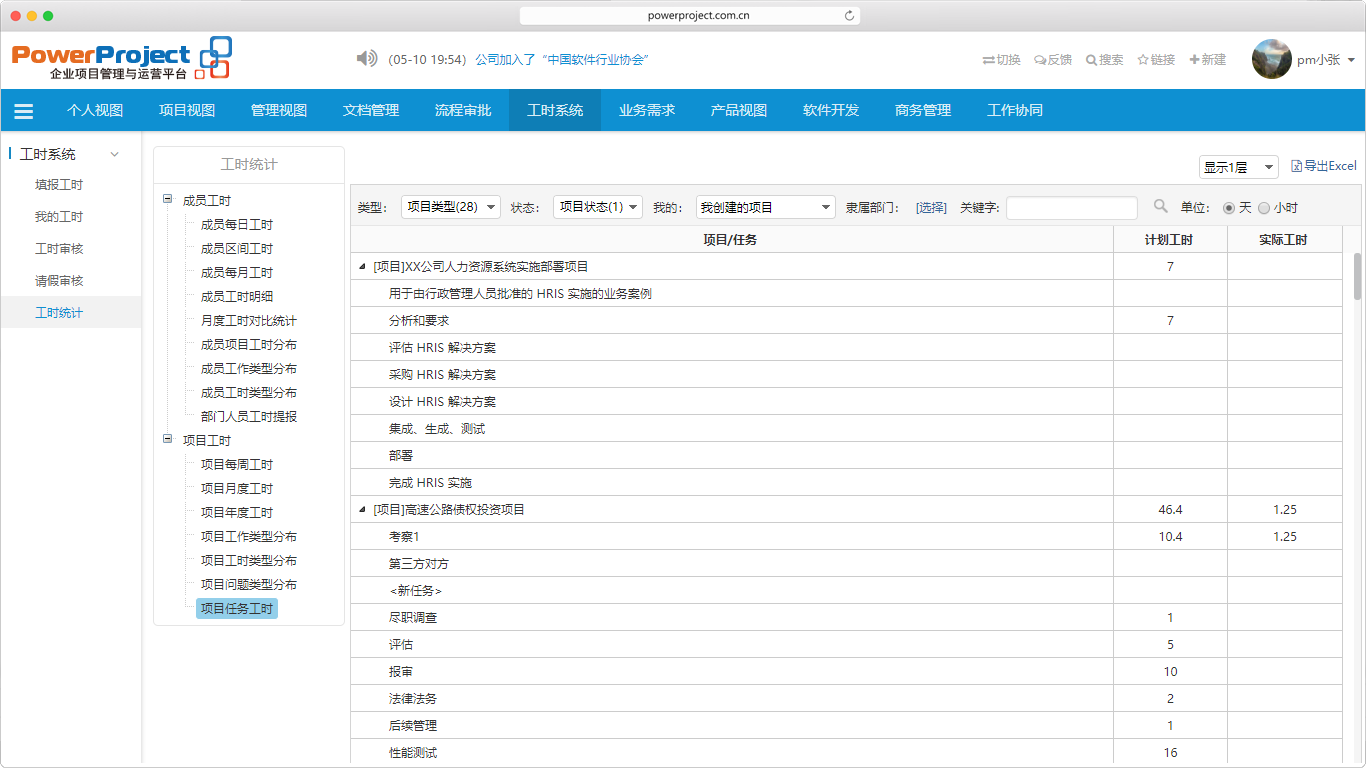 powerproject.com.cn
PowerProject
企业项目管理与运营平台
(05-10 19:54) 公司加入了“中国软件行业协会”
切换 反馈 搜索 链接 新建 pm小张
个人视图 项目视图 管理视图 文档管理 流程审批 工时系统 业务需求 产品视图 软件开发 商务管理 工作协同
工时系统
填报工时
我的工时
工时审核
请假审核
工时统计
工时统计
成员工时
成员每日工时
成员区间工时
成员每月工时
成员工时明细
月度工时对比统计
成员项目工时分布
成员工作类型分布
成员工时类型分布
部门人员工时提报
项目工时
项目每周工时
项目月度工时
项目年度工时
项目工作类型分布
项目工时类型分布
项目问题类型分布
项目任务工时
显示1层 导出Excel
类型: 项目类型(28) 状态: 项目状态(1) 我的: 我创建的项目 隶属部门: [选择] 关键字: 单位: 天 小时
项目/任务 计划工时 实际工时
[项目]XX公司人力资源系统实施部署项目 7
用于由行政管理人员批准的 HRIS 实施的业务案例
分析和要求 7
评估 HRIS 解决方案
采购 HRIS 解决方案
设计 HRIS 解决方案
集成、生成、测试
部署
完成 HRIS 实施
[项目]高速公路债权投资项目 46.4 1.25
考察1 10.4 1.25
第三方对方
<新任务>
尽职调查 1
评估 5
报审 10
法律法务 2
后续管理 1
性能测试 16